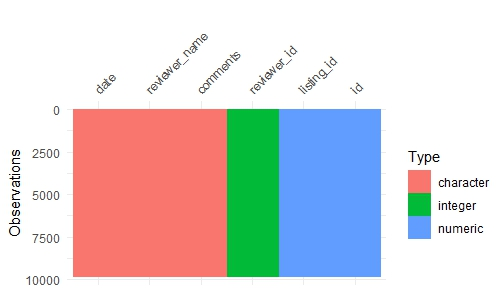 date
reviewer_name
comments
reviewer_id
listing_id
id
Observations
0
2500
5000
7500
10000
Type
character
integer
numeric